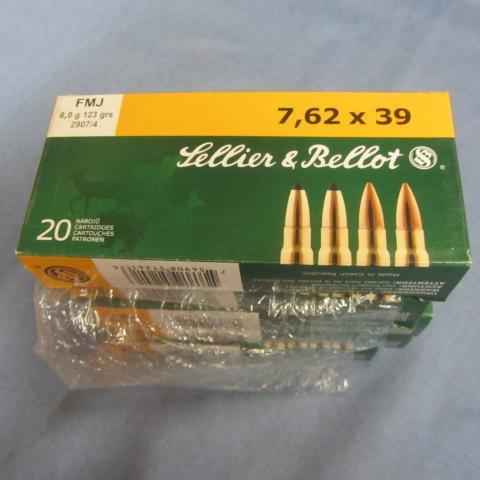 FMJ
8,0 g 123 grs
2907/4
7,62 x 39
Sellier & Bellot
20
NABOJŮ
CARTRIDGES
CARTOUCHES
PATRONEN
Made in Czech Republic